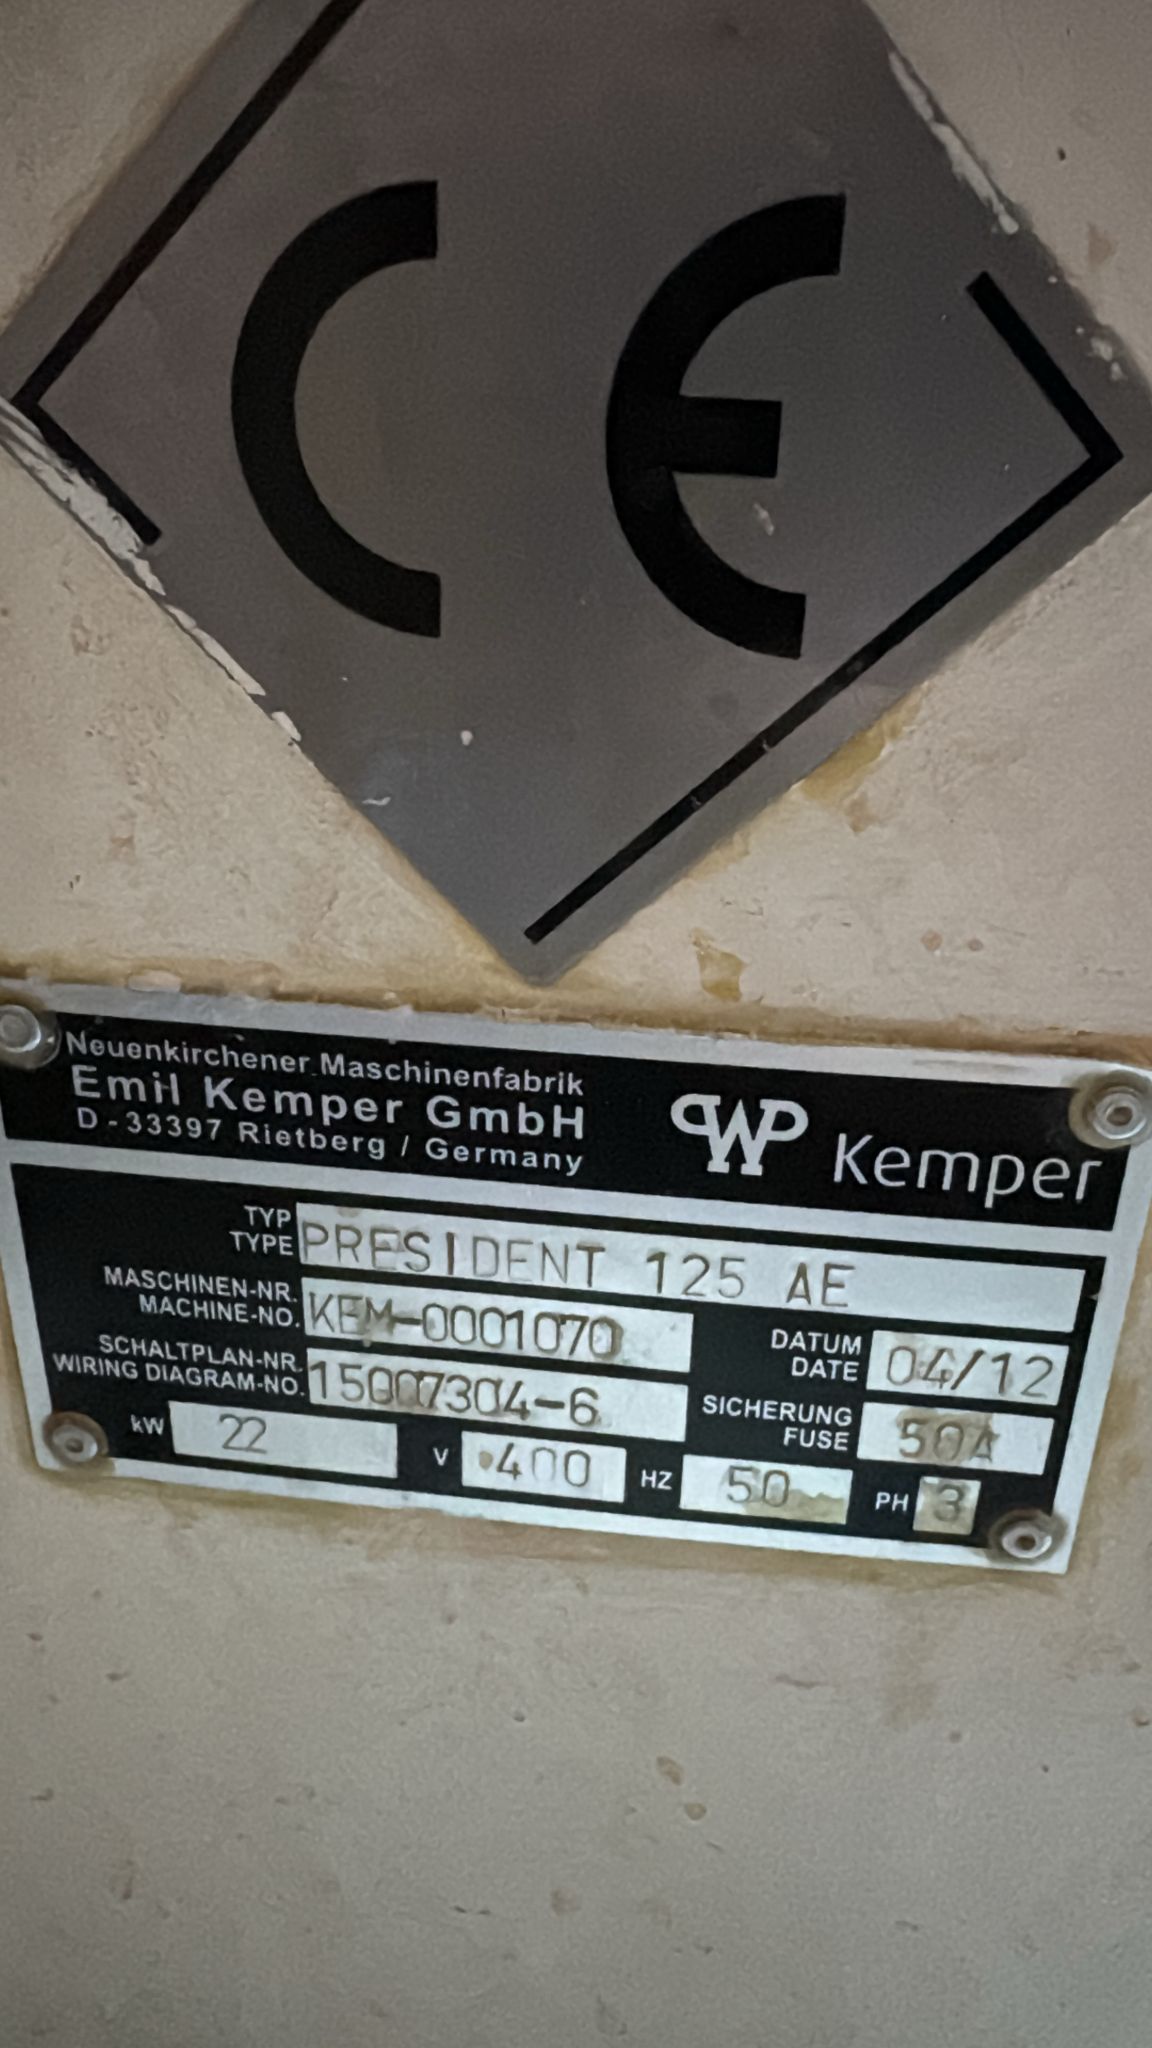 CE
Neuenkirchener Maschinenfabrik
Emil Kemper GmbH
D - 33397 Rietberg / Germany
WP Kemper
TYP
TYPE PRESIDENT 125 AE
MASCHINEN-NR.
MACHINE-NO. KEM-0001070
DATUM
DATE 04/12
SCHALTPLAN-NR.
WIRING DIAGRAM-NO. 15007304-6
SICHERUNG
FUSE 50A
kW 22 V 400 HZ 50 PH 3